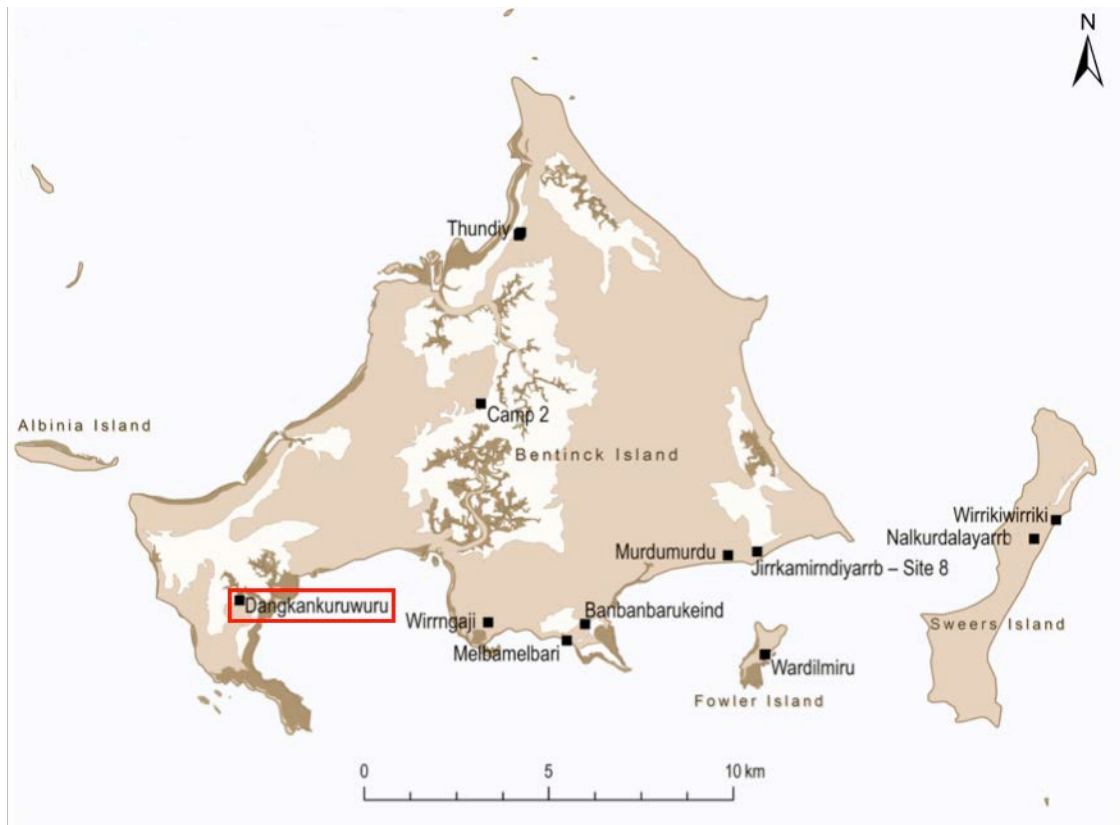 N
Thundiy
Camp 2
Albinia Island
Bentinck Island
Wirrikiwirriki
Nalkurdalayarrb
Murdumurdu
Jirrkamirndiyarrb – Site 8
Dangkankuruwuru
Banbanbarukeind
Wirrngaji
Sweers Island
Melbamelbari
Wardilmiru
Fowler Island
0 5 10 km